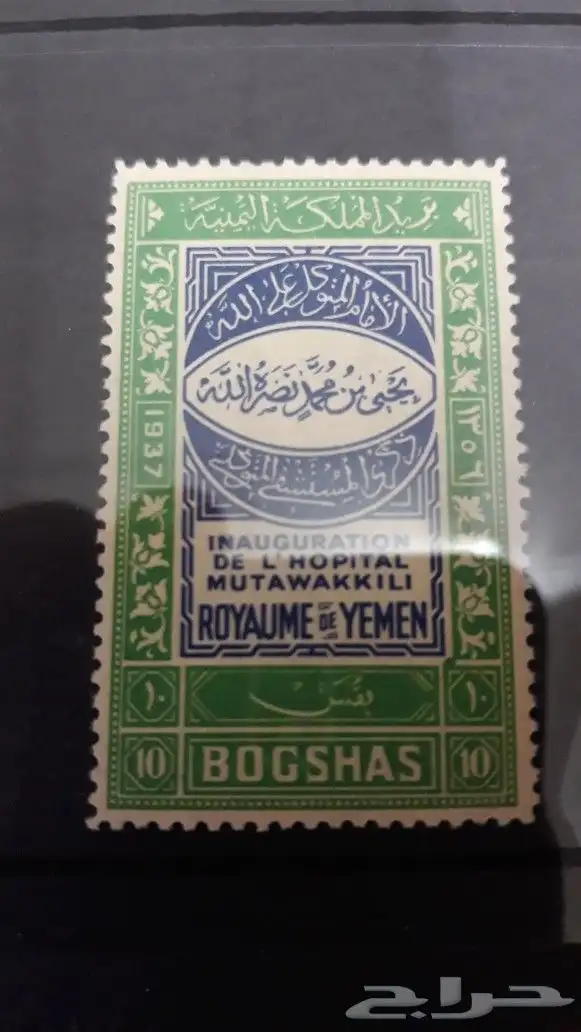 بريد المملكة اليمنية
الإمام المتوكل على الله
يحيى بن محمد نصره الله
ذكرى المستشفى المتوكلي
1937
١٣٥٦
INAUGURATION
DE L'HOPITAL
MUTAWAKKILI
ROYAUME DE YEMEN
١٠ بقش ١٠
10 BOGSHAS 10
حراج